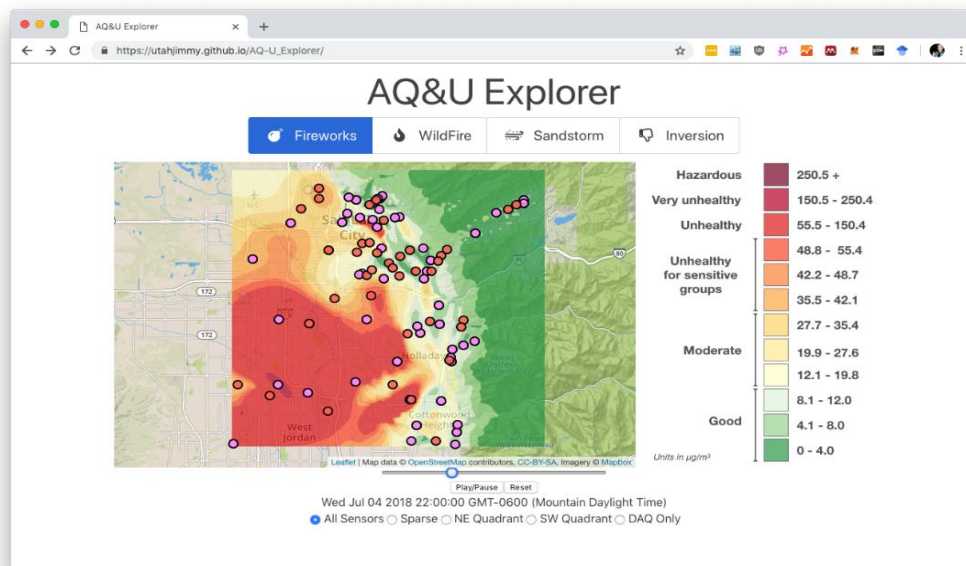 AQ&U Explorer
https://utahjimmy.github.io/AQ-U_Explorer/
AQ&U Explorer
Fireworks
WildFire
Sandstorm
Inversion
SLC
City
172
172
80
80
Holladay
Cottonwood
Heights
West
Jordan
Leaflet | Map data © OpenStreetMap contributors, CC-BY-SA, Imagery © Mapbox
Hazardous 250.5 +
Very unhealthy 150.5 - 250.4
Unhealthy 55.5 - 150.4
Unhealthy
for sensitive
groups
48.8 - 55.4
42.2 - 48.7
35.5 - 42.1
Moderate
27.7 - 35.4
19.9 - 27.6
12.1 - 19.8
Good
8.1 - 12.0
4.1 - 8.0
0 - 4.0
Units in µg/m³
Play/Pause Reset
Wed Jul 04 2018 22:00:00 GMT-0600 (Mountain Daylight Time)
All Sensors Sparse NE Quadrant SW Quadrant DAQ Only